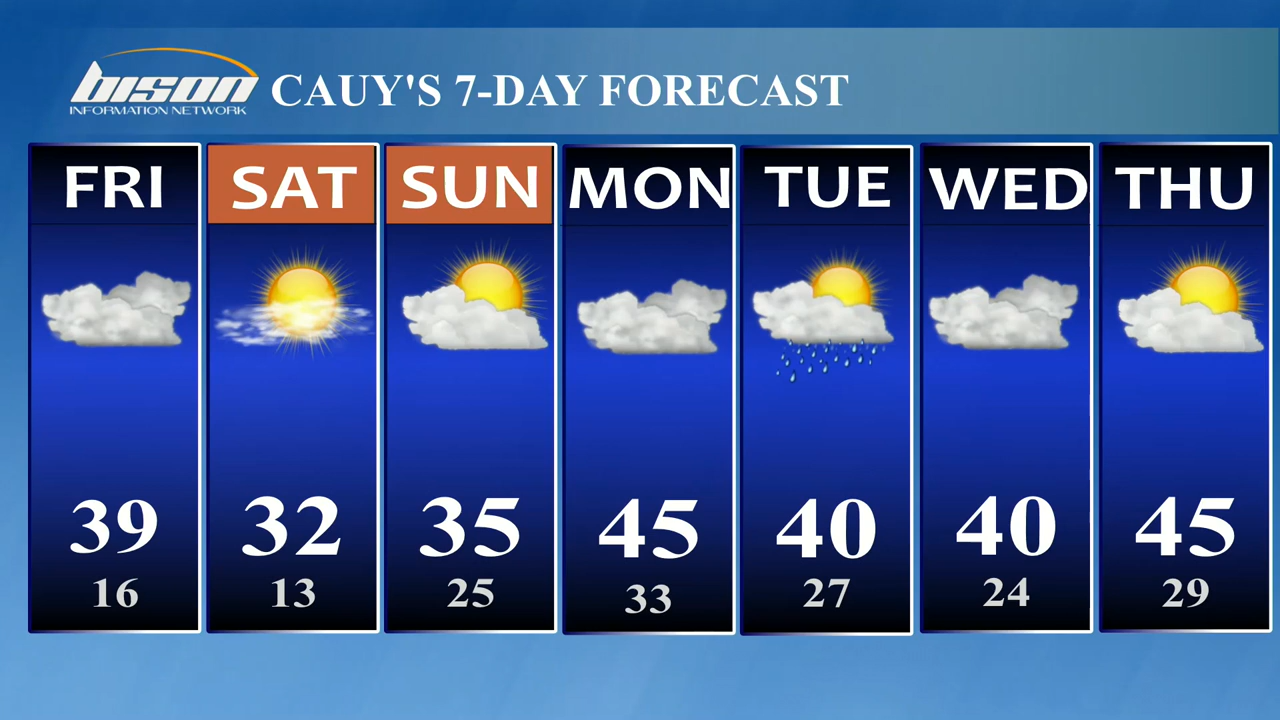 bison
INFORMATION NETWORK
CAUY'S 7-DAY FORECAST
FRI SAT SUN MON TUE WED THU
39 32 35 45 40 40 45
16 13 25 33 27 24 29